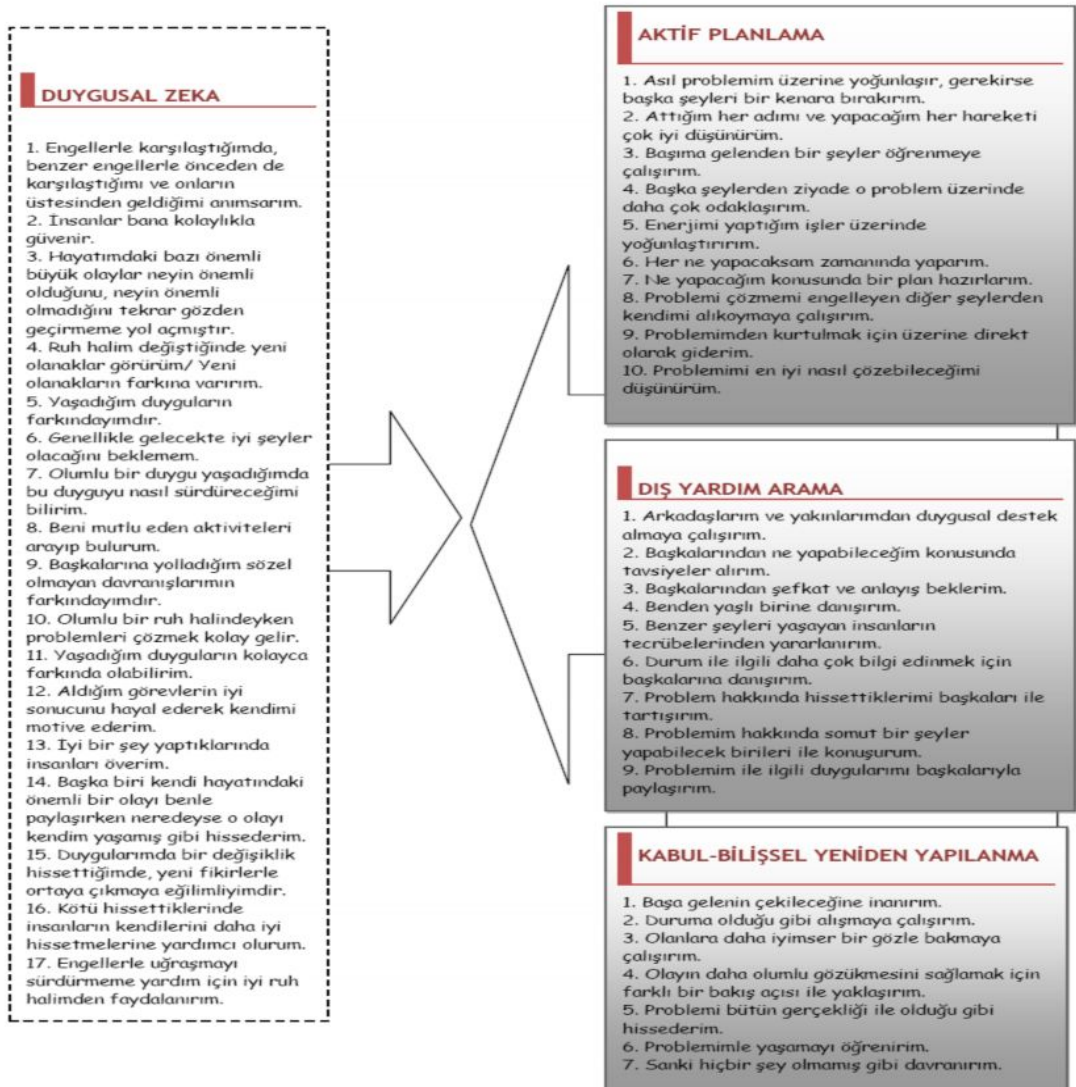 DUYGUSAL ZEKA
1. Engellerle karşılaştığımda,
benzer engellerle önceden de
karşılaştığımı ve onların
üstesinden geldiğimi anımsarım.
2. İnsanlar bana kolaylıkla
güvenir.
3. Hayatımdaki bazı önemli
büyük olaylar neyin önemli
olduğunu, neyin önemli
olmadığını tekrar gözden
geçirmeme yol açmıştır.
4. Ruh halim değiştiğinde yeni
olanaklar görürüm/ Yeni
olanakların farkına varırım.
5. Yaşadığım duyguların
farkındayımdır.
6. Genellikle gelecekte iyi şeyler
olacağını beklemem.
7. Olumlu bir duygu yaşadığımda
bu duyguyu nasıl sürdüreceğimi
bilirim.
8. Beni mutlu eden aktiviteleri
arayıp bulurum.
9. Başkalarına yolladığım sözel
olmayan davranışlarımın
farkındayımdır.
10. Olumlu bir ruh halindeyken
problemleri çözmek kolay gelir.
11. Yaşadığım duyguların kolayca
farkında olabilirim.
12. Aldığım görevlerin iyi
sonucunu hayal ederek kendimi
motive ederim.
13. İyi bir şey yaptıklarında
insanları överim.
14. Başka biri kendi hayatındaki
önemli bir olayı benle
paylaşırken neredeyse o olayı
kendim yaşamış gibi hissederim.
15. Duygularımda bir değişiklik
hissettiğimde, yeni fikirlerle
ortaya çıkmaya eğilimliyimdir.
16. Kötü hissettiklerinde
insanların kendilerini daha iyi
hissetmelerine yardımcı olurum.
17. Engellerle uğraşmayı
sürdürmeme yardım için iyi ruh
halimden faydalanırım.
AKTİF PLANLAMA
1. Asıl problemim üzerine yoğunlaşır, gerekirse
başka şeyleri bir kenara bırakırım.
2. Attığım her adımı ve yapacağım her hareketi
çok iyi düşünürüm.
3. Başıma gelenden bir şeyler öğrenmeye
çalışırım.
4. Başka şeylerden ziyade o problem üzerinde
daha çok odaklaşırım.
5. Enerjimi yaptığım işler üzerinde
yoğunlaştırırım.
6. Her ne yapacaksam zamanında yaparım.
7. Ne yapacağım konusunda bir plan hazırlarım.
8. Problemi çözmemi engelleyen diğer şeylerden
kendimi alıkoymaya çalışırım.
9. Problemimden kurtulmak için üzerine direkt
olarak giderim.
10. Problemimi en iyi nasıl çözebileceğimi
düşünürüm.
DIŞ YARDIM ARAMA
1. Arkadaşlarım ve yakınlarımdan duygusal destek
almaya çalışırım.
2. Başkalarından ne yapabileceğim konusunda
tavsiyeler alırım.
3. Başkalarından şefkat ve anlayış beklerim.
4. Benden yaşlı birine danışırım.
5. Benzer şeyleri yaşayan insanların
tecrübelerinden yararlanırım.
6. Durum ile ilgili daha çok bilgi edinmek için
başkalarına danışırım.
7. Problem hakkında hissettiklerimi başkaları ile
tartışırım.
8. Problemim hakkında somut bir şeyler
yapabilecek birileri ile konuşurum.
9. Problemim ile ilgili duygularımı başkalarıyla
paylaşırım.
KABUL-BİLİŞSEL YENİDEN YAPILANMA
1. Başa gelenin çekileceğine inanırım.
2. Duruma olduğu gibi alışmaya çalışırım.
3. Olanlara daha iyimser bir gözle bakmaya
çalışırım.
4. Olayın daha olumlu gözükmesini sağlamak için
farklı bir bakış açısı ile yaklaşırım.
5. Problemi bütün gerçekliği ile olduğu gibi
hissederim.
6. Problemimle yaşamayı öğrenirim.
7. Sanki hiçbir şey olmamış gibi davranırım.